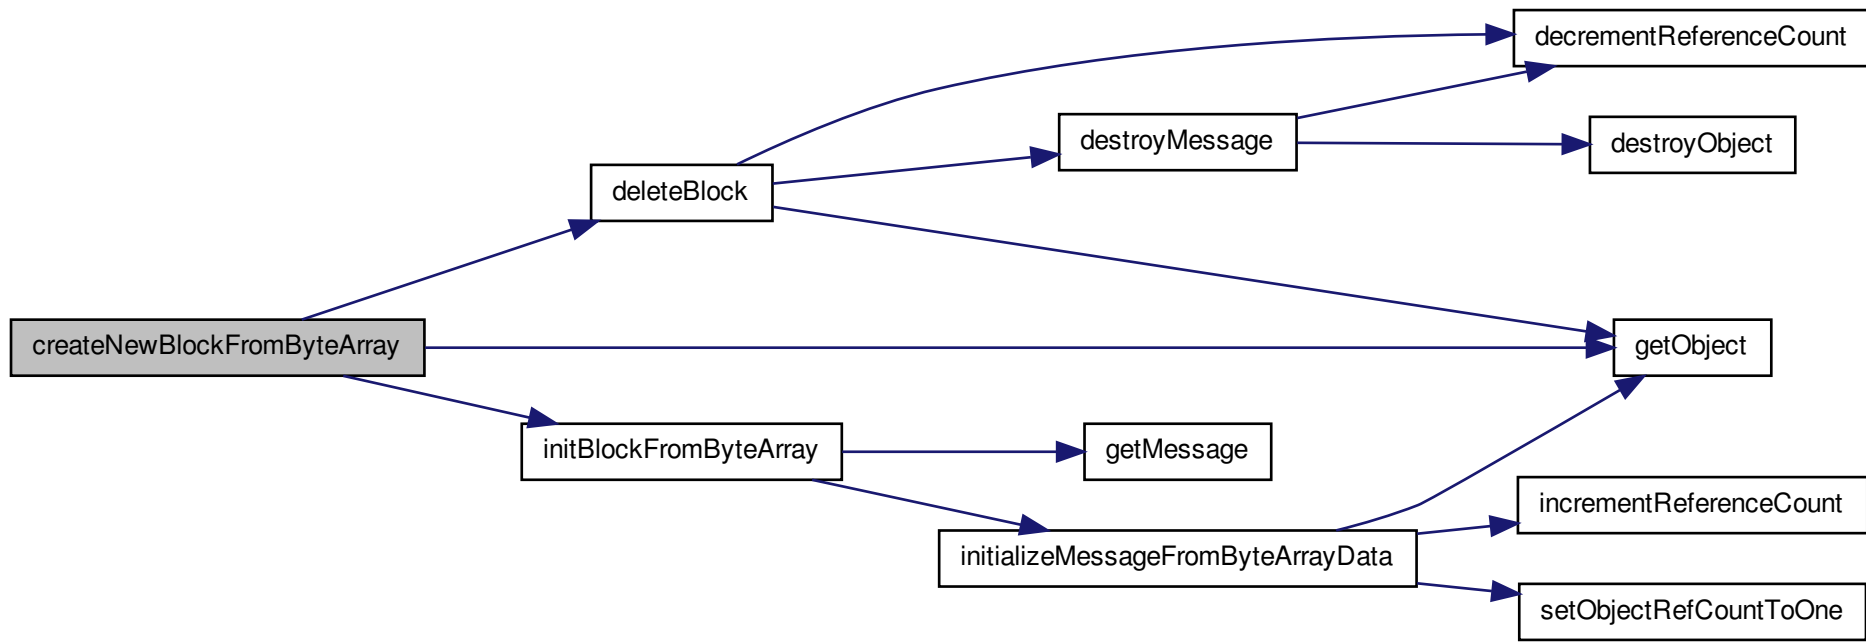 decrementReferenceCount
destroyMessage
destroyObject
deleteBlock
createNewBlockFromByteArray
getObject
initBlockFromByteArray
getMessage
incrementReferenceCount
initializeMessageFromByteArrayData
setObjectRefCountToOne